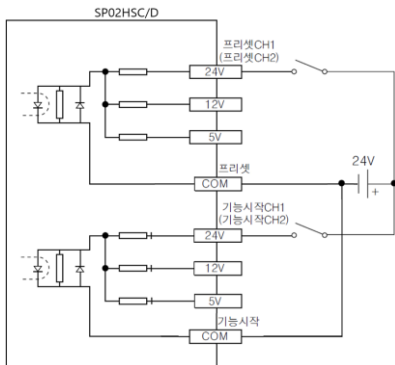 SP02HSC/D
프리셋CH1
(프리셋CH2)
24V
12V
5V
프리셋
COM
24V
+
기능시작CH1
(기능시작CH2)
24V
12V
5V
기능시작
COM